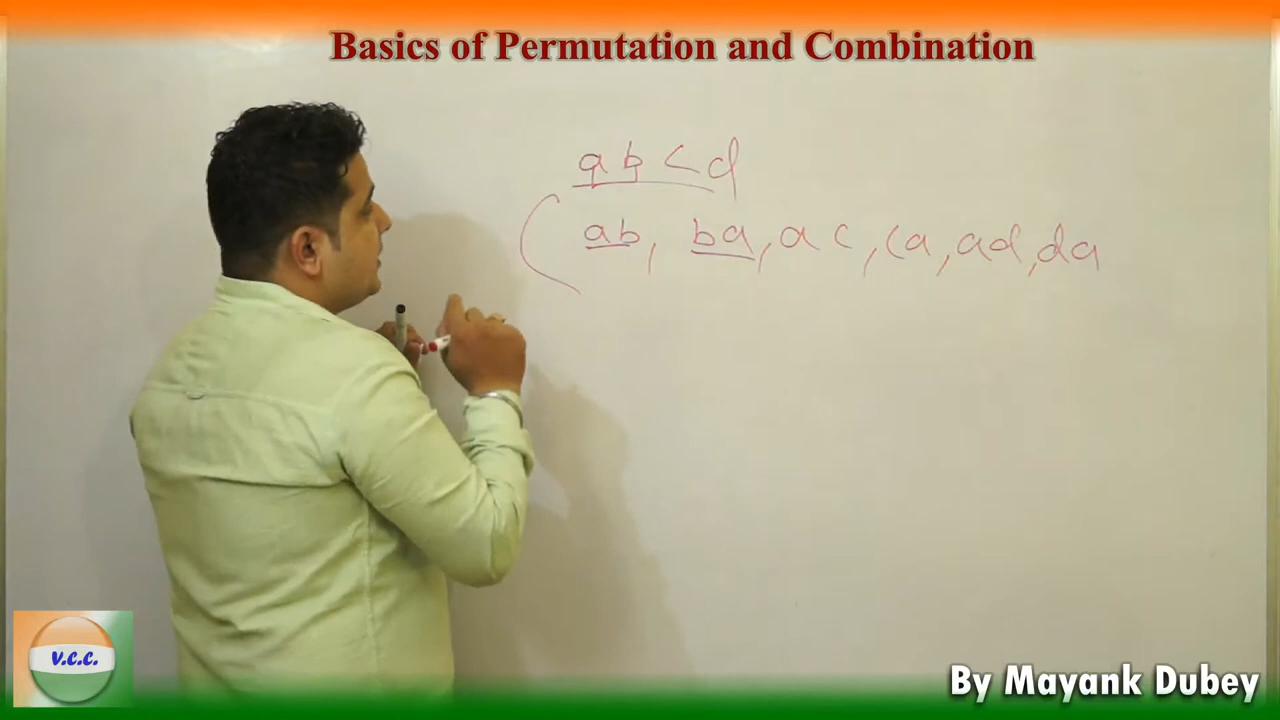 Basics of Permutation and Combination
a b c d
( ab, ba, ac, ca, ad, da
V.C.C.
By Mayank Dubey